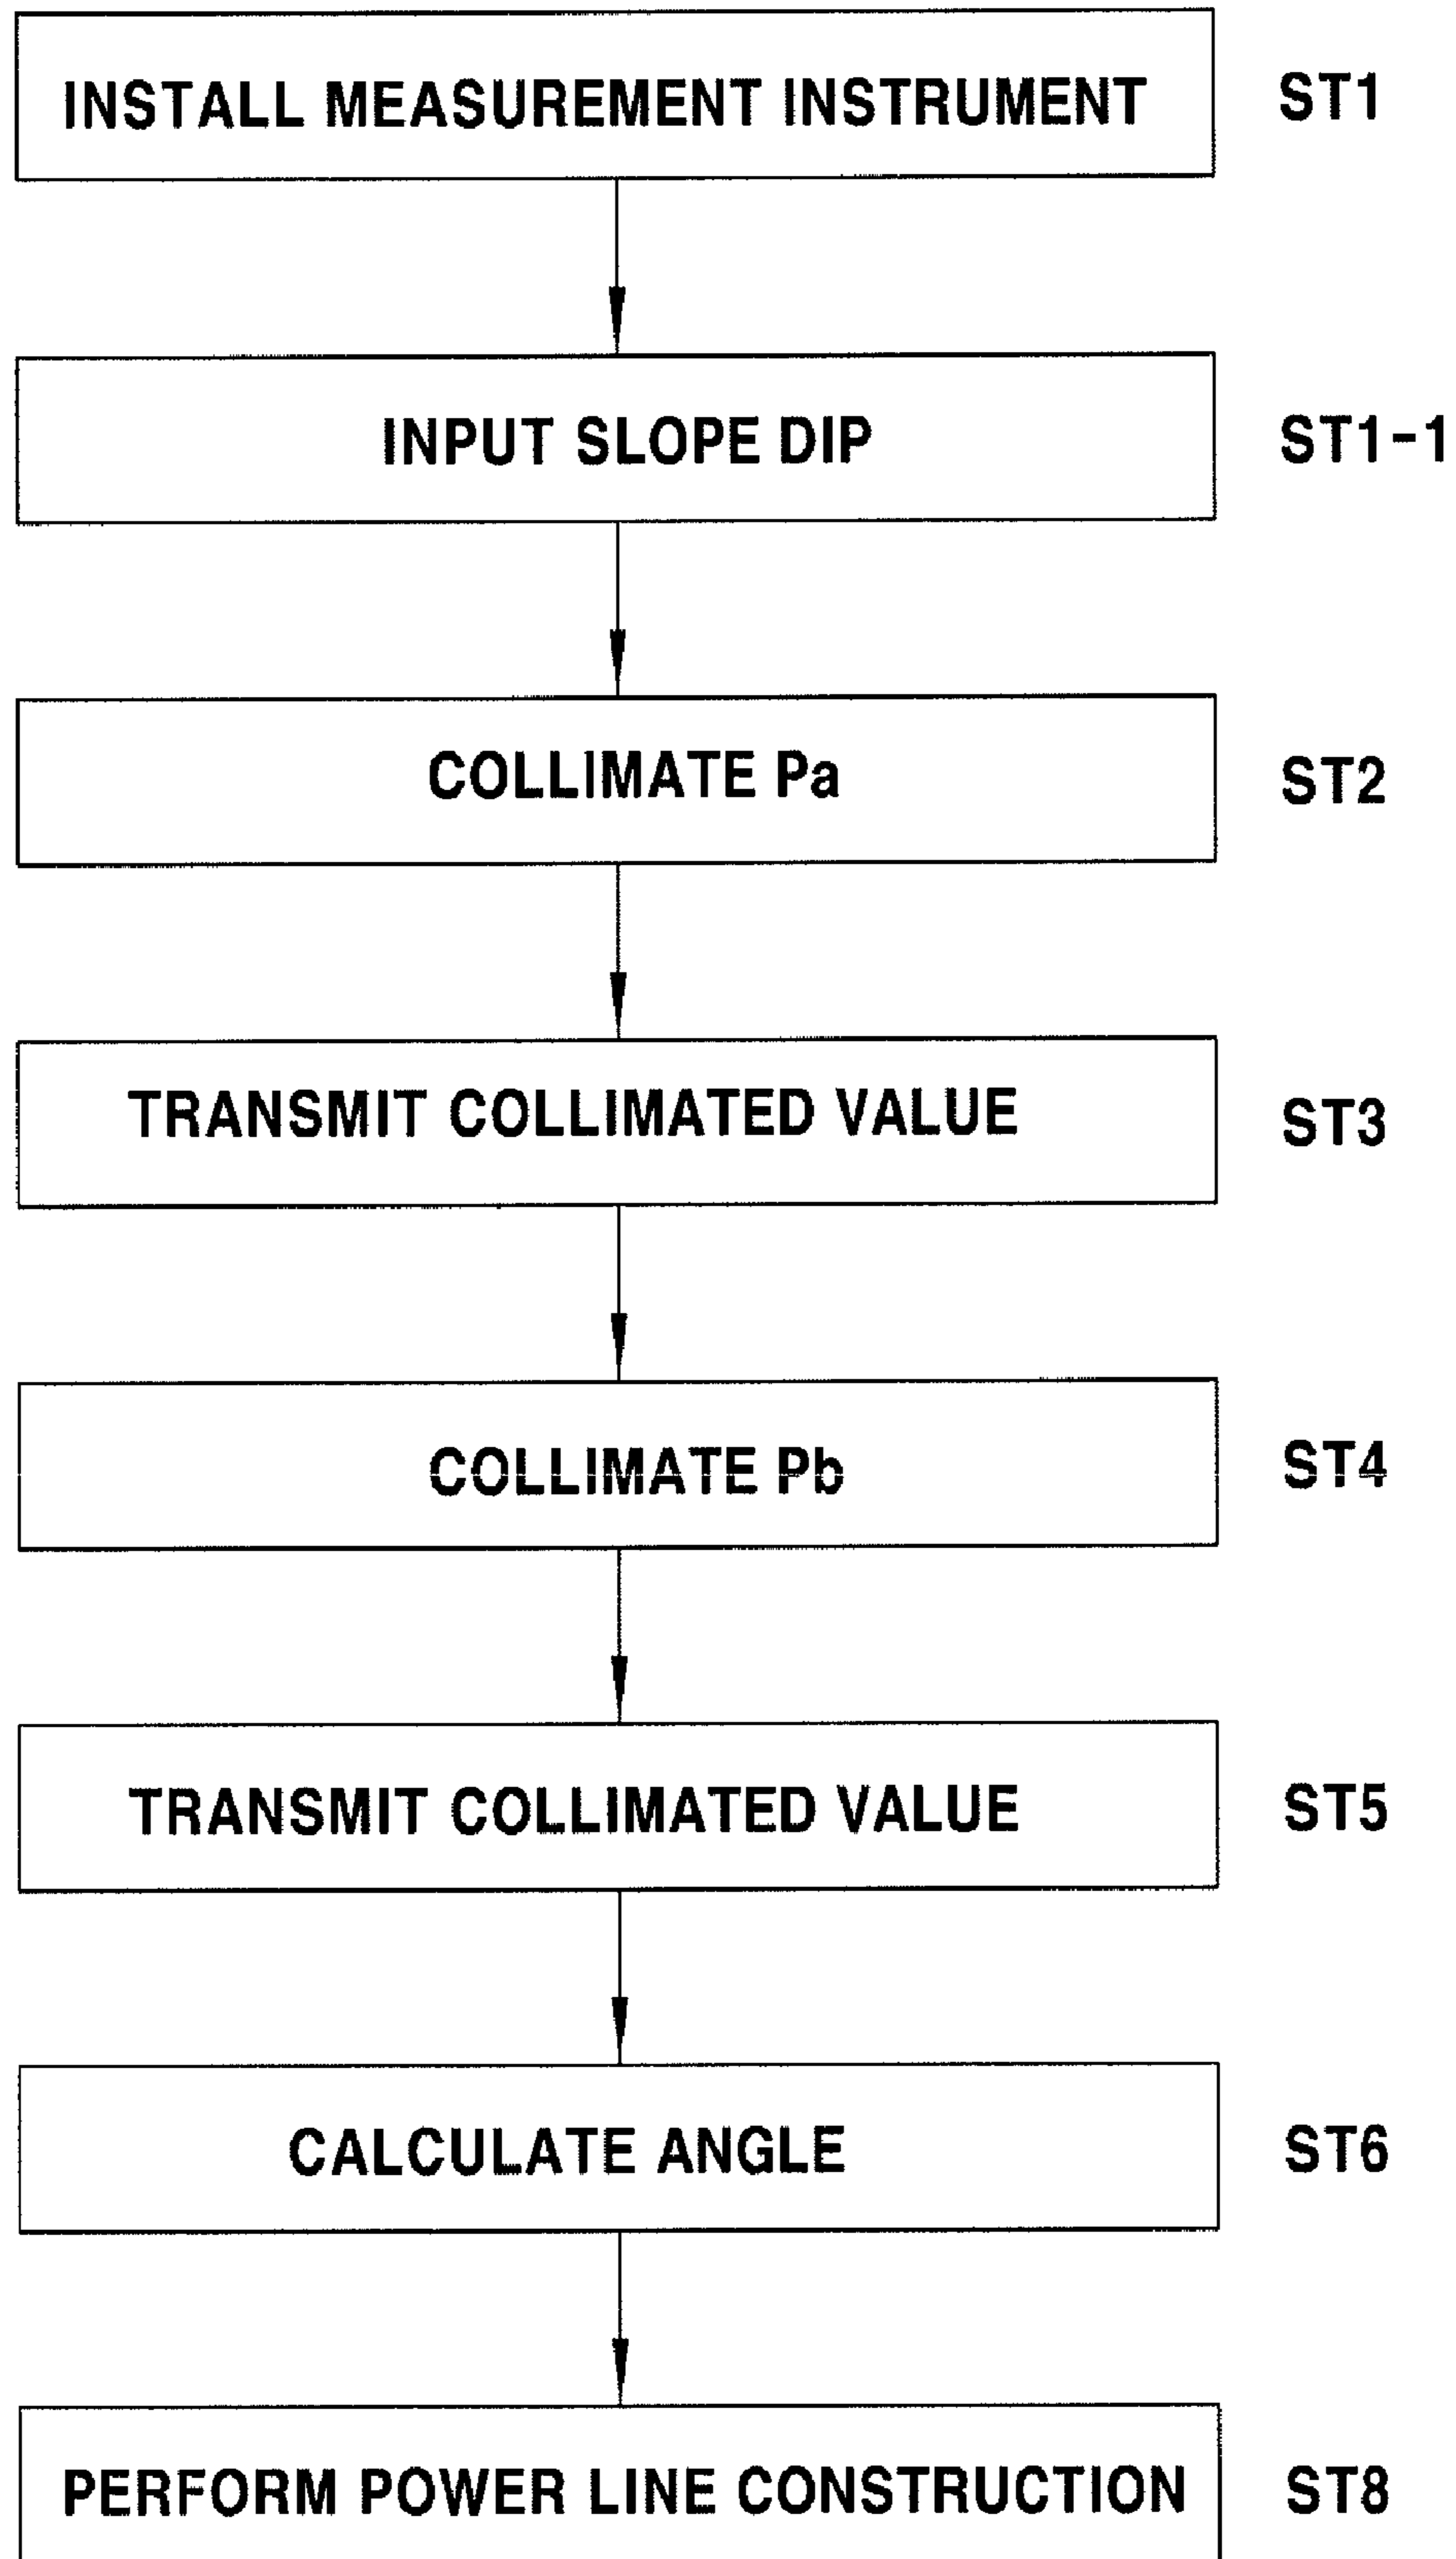 INSTALL MEASUREMENT INSTRUMENT ST1
INPUT SLOPE DIP ST1-1
COLLIMATE Pa ST2
TRANSMIT COLLIMATED VALUE ST3
COLLIMATE Pb ST4
TRANSMIT COLLIMATED VALUE ST5
CALCULATE ANGLE ST6
PERFORM POWER LINE CONSTRUCTION ST8